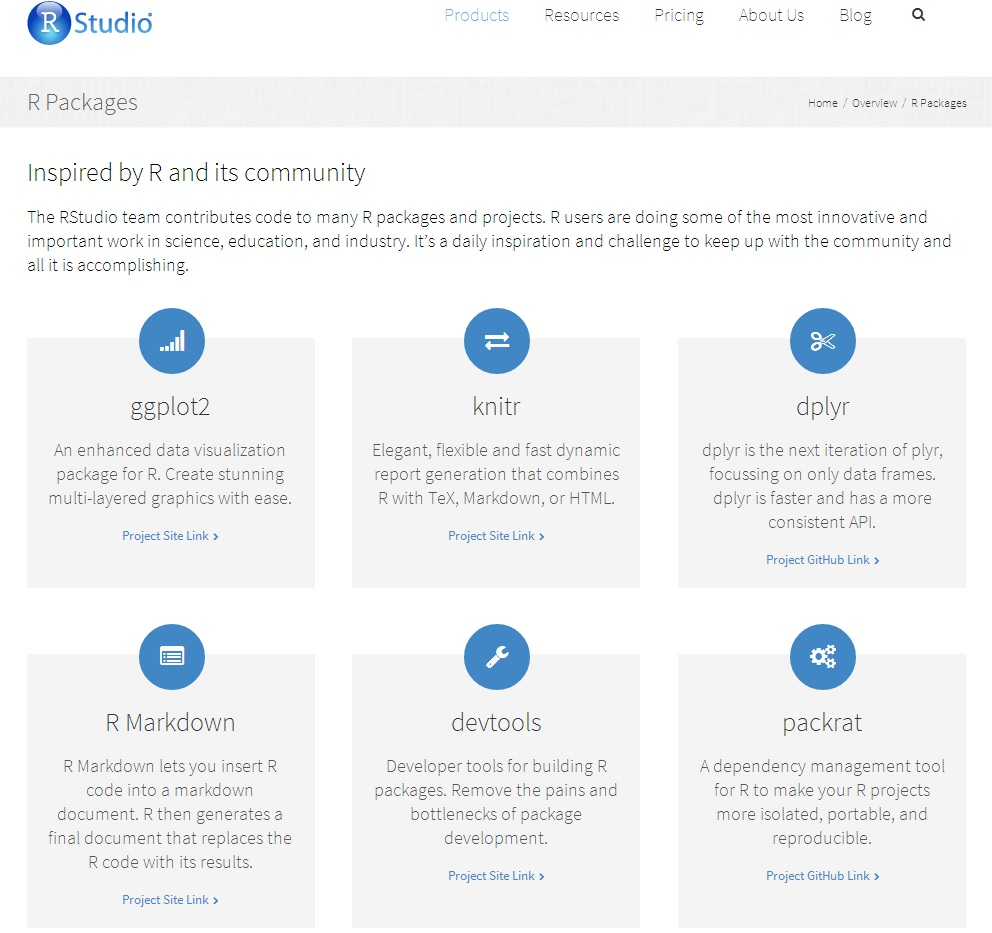 R Studio
Products Resources Pricing About Us Blog
R Packages
Home / Overview / R Packages
Inspired by R and its community
The RStudio team contributes code to many R packages and projects. R users are doing some of the most innovative and
important work in science, education, and industry. It’s a daily inspiration and challenge to keep up with the community and
all it is accomplishing.
ggplot2
An enhanced data visualization
package for R. Create stunning
multi-layered graphics with ease.
Project Site Link
knitr
Elegant, flexible and fast dynamic
report generation that combines
R with TeX, Markdown, or HTML.
Project Site Link
dplyr
dplyr is the next iteration of plyr,
focussing on only data frames.
dplyr is faster and has a more
consistent API.
Project GitHub Link
R Markdown
R Markdown lets you insert R
code into a markdown
document. R then generates a
final document that replaces the
R code with its results.
Project Site Link
devtools
Developer tools for building R
packages. Remove the pains and
bottlenecks of package
development.
Project Site Link
packrat
A dependency management tool
for R to make your R projects
more isolated, portable, and
reproducible.
Project GitHub Link